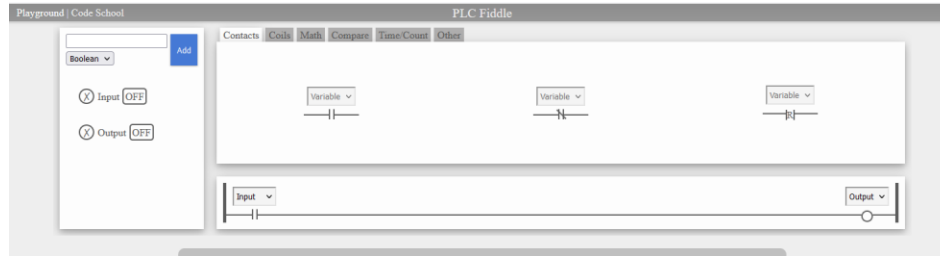 Playground | Code School
PLC Fiddle
Add
Boolean
X Input OFF
X Output OFF
Contacts Coils Math Compare Time/Count Other
Variable Variable Variable
R
Input Output